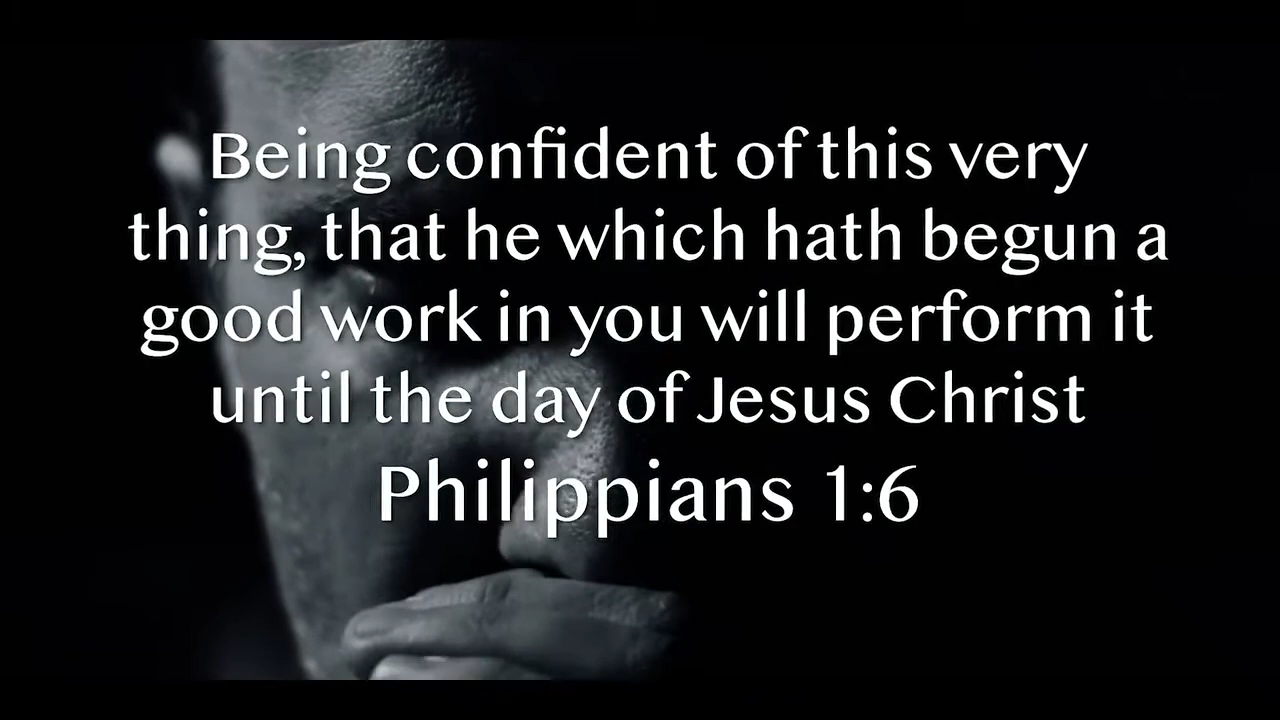 Being confident of this very
thing, that he which hath begun a
good work in you will perform it
until the day of Jesus Christ
Philippians 1:6